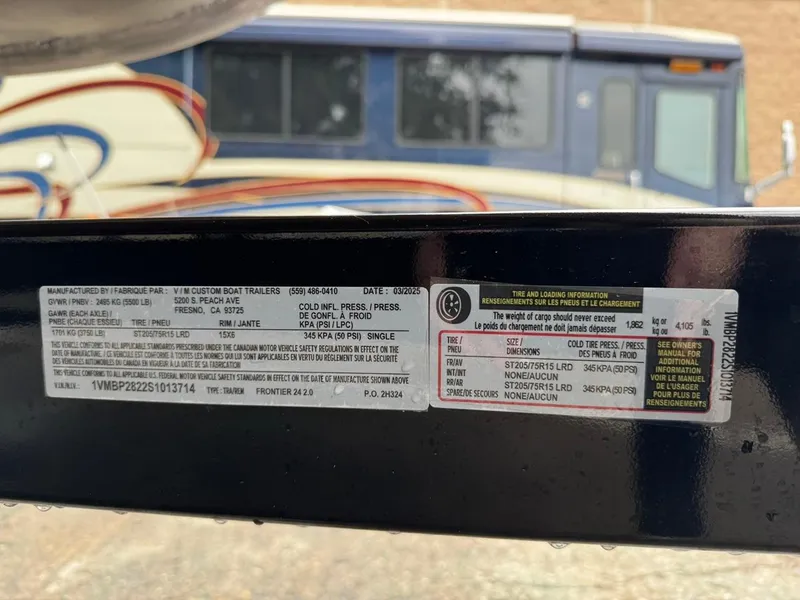 MANUFACTURED BY / FABRIQUE PAR : V / M CUSTOM BOAT TRAILERS (559) 486-0410 DATE : 03/2025
GVWR / PNBV : 2495 KG (5500 LB) 5200 S. PEACH AVE
FRESNO, CA 93725
COLD INFL. PRESS. / PRESS.
DE GONFL. À FROID
KPA (PSI / LPC)
GAWR (EACH AXLE) /
PNBE (CHAQUE ESSIEU) TIRE / PNEU RIM / JANTE
1701 KG (3750 LB) ST205/75R15 LRD 15X6 345 KPA (50 PSI) SINGLE
THIS VEHICLE CONFORMS TO ALL APPLICABLE STANDARDS PRESCRIBED UNDER THE CANADIAN MOTOR VEHICLE SAFETY REGULATIONS IN EFFECT ON THE DATE OF MANUFACTURE
DATE DE SA FABRICATION
THIS VEHICLE CONFORMS TO ALL APPLICABLE U.S. FEDERAL MOTOR VEHICLE SAFETY STANDARDS IN EFFECT ON THE DATE OF MANUFACTURE SHOWN ABOVE
V.I.N./N.I.V. : 1VMBP2822S1013714 TYPE : TRA/REM FRONTIER 24 2.0 P.O. 2H324
TIRE AND LOADING INFORMATION
RENSEIGNEMENTS SUR LES PNEUS ET LE CHARGEMENT
The weight of cargo should never exceed
Le poids du chargement ne doit jamais dépasser
1,862 kg or kg ou 4,105 lbs. lb.
TIRE / PNEU SIZE / DIMENSIONS COLD TIRE PRESS. / PRESS. DES PNEUS À FROID
FR/AV ST205/75R15 LRD 345 KPA (50 PSI)
INT/INT NONE/AUCUN
RR/AR ST205/75R15 LRD 345 KPA (50 PSI)
SPARE/DE SECOURS NONE/AUCUN
SEE OWNER'S
MANUAL FOR
ADDITIONAL
INFORMATION
VOIR LE MANUEL
DE L'USAGER
POUR PLUS DE
RENSEIGNEMENTS
1VMBP2822S1013714